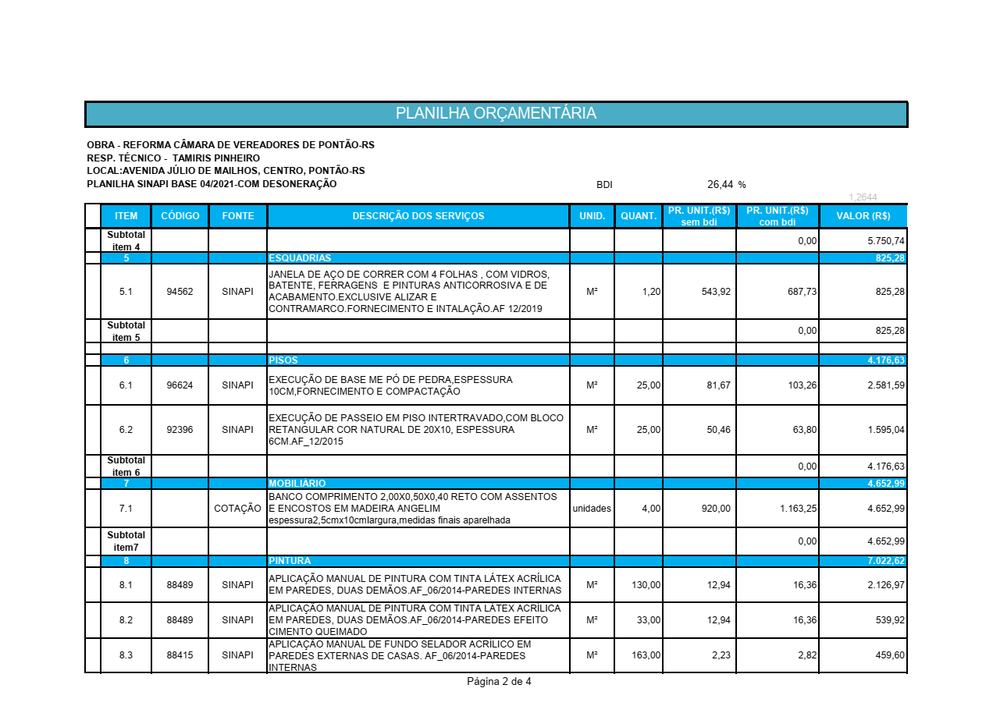 PLANILHA ORÇAMENTÁRIA
OBRA - REFORMA CÂMARA DE VEREADORES DE PONTÃO-RS
RESP. TÉCNICO - TAMIRIS PINHEIRO
LOCAL:AVENIDA JÚLIO DE MAILHOS, CENTRO, PONTÃO-RS
PLANILHA SINAPI BASE 04/2021-COM DESONERAÇÃO BDI 26,44 %
1,2644
ITEM CÓDIGO FONTE DESCRIÇÃO DOS SERVIÇOS UNID. QUANT. PR. UNIT.(R$) sem bdi PR. UNIT.(R$) com bdi VALOR (R$)
Subtotal item 4 0,00 5.750,74
5 ESQUADRIAS 825,28
JANELA DE AÇO DE CORRER COM 4 FOLHAS , COM VIDROS,
BATENTE, FERRAGENS E PINTURAS ANTICORROSIVA E DE
5.1 94562 SINAPI ACABAMENTO.EXCLUSIVE ALIZAR E M² 1,20 543,92 687,73 825,28
CONTRAMARCO.FORNECIMENTO E INTALAÇÃO.AF 12/2019
Subtotal item 5 0,00 825,28
6 PISOS 4.176,63
6.1 96624 SINAPI EXECUÇÃO DE BASE ME PÓ DE PEDRA,ESPESSURA M² 25,00 81,67 103,26 2.581,59
10CM,FORNECIMENTO E COMPACTAÇÃO
EXECUÇÃO DE PASSEIO EM PISO INTERTRAVADO,COM BLOCO
6.2 92396 SINAPI RETANGULAR COR NATURAL DE 20X10, ESPESSURA M² 25,00 50,46 63,80 1.595,04
6CM.AF_12/2015
Subtotal item 6 0,00 4.176,63
7 MOBILIÁRIO 4.652,99
BANCO COMPRIMENTO 2,00X0,50X0,40 RETO COM ASSENTOS
7.1 COTAÇÃO E ENCOSTOS EM MADEIRA ANGELIM unidades 4,00 920,00 1.163,25 4.652,99
espessura2,5cmx10cmlargura,medidas finais aparelhada
Subtotal item7 0,00 4.652,99
8 PINTURA 7.022,62
8.1 88489 SINAPI APLICAÇÃO MANUAL DE PINTURA COM TINTA LÁTEX ACRÍLICA M² 130,00 12,94 16,36 2.126,97
EM PAREDES, DUAS DEMÃOS.AF_06/2014-PAREDES INTERNAS
APLICAÇÃO MANUAL DE PINTURA COM TINTA LÁTEX ACRÍLICA
8.2 88489 SINAPI EM PAREDES, DUAS DEMÃOS.AF_06/2014-PAREDES EFEITO M² 33,00 12,94 16,36 539,92
CIMENTO QUEIMADO
APLICAÇÃO MANUAL DE FUNDO SELADOR ACRÍLICO EM
8.3 88415 SINAPI PAREDES EXTERNAS DE CASAS. AF_06/2014-PAREDES M² 163,00 2,23 2,82 459,60
INTERNAS
Página 2 de 4